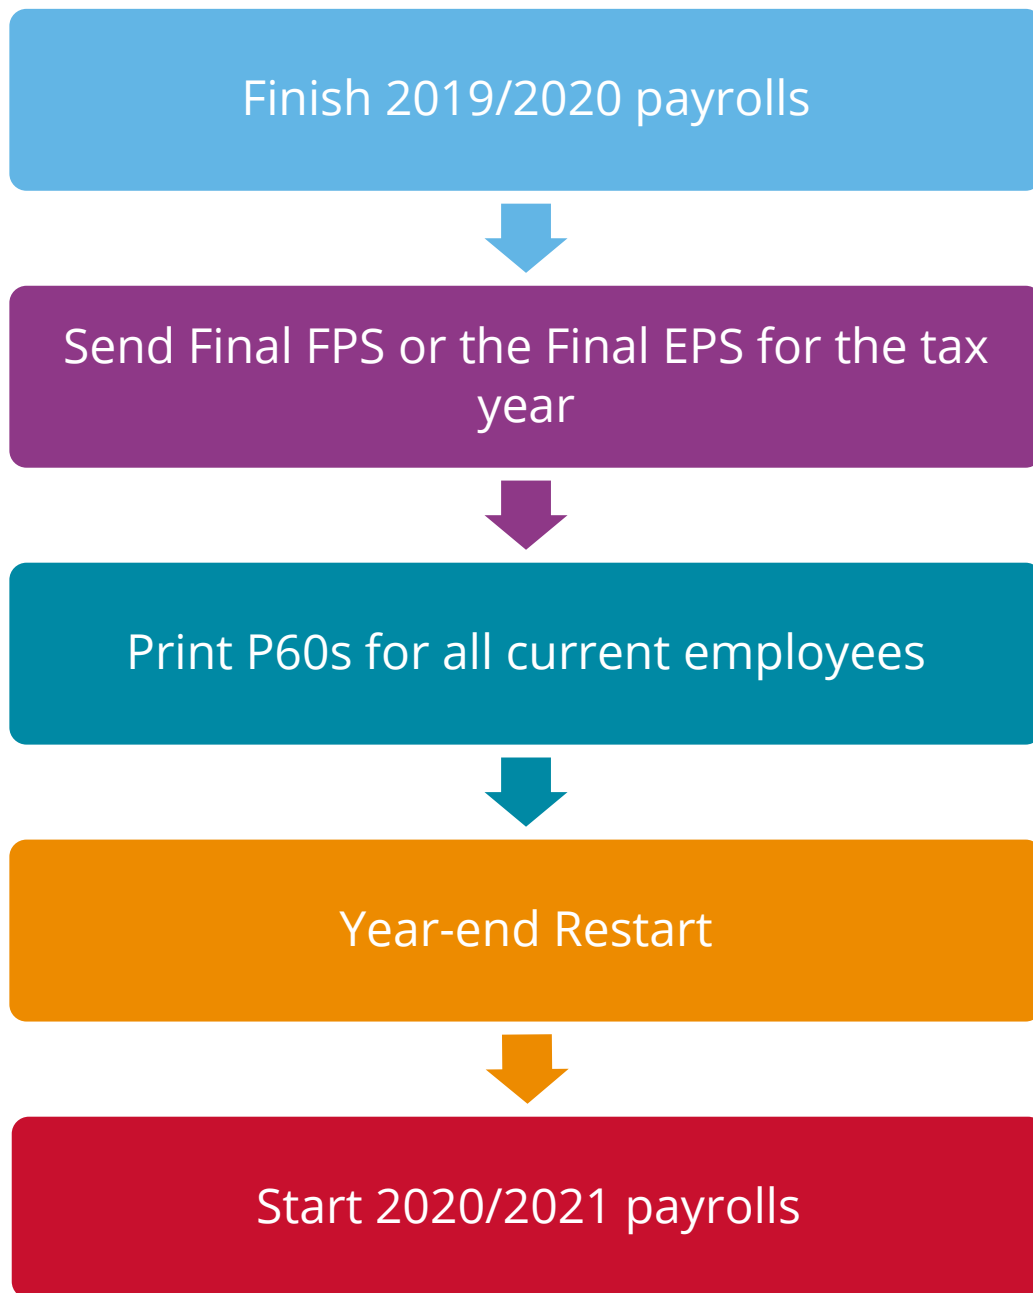 Finish 2019/2020 payrolls
Send Final FPS or the Final EPS for the tax
year
Print P60s for all current employees
Year-end Restart
Start 2020/2021 payrolls